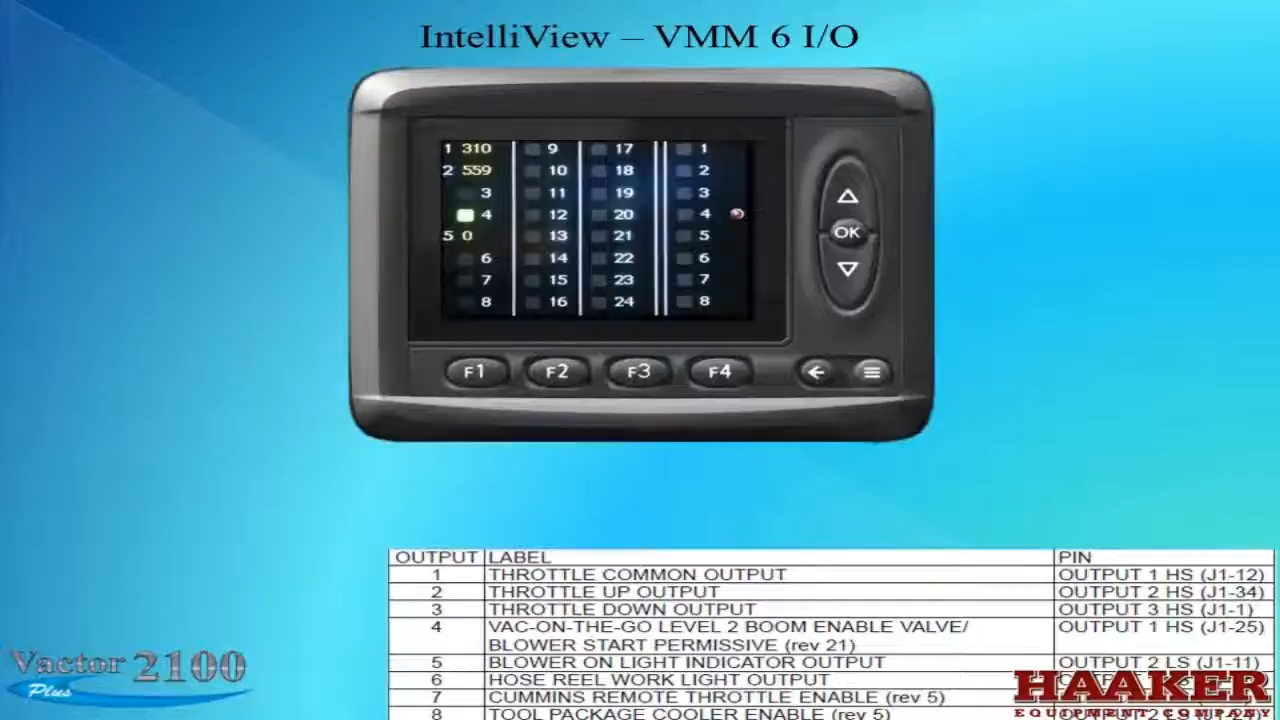 IntelliView – VMM 6 I/O
1 310 9 17 1
2 559 10 18 2
3 11 19 3
4 12 20 4
5 0 13 21 5
6 14 22 6
7 15 23 7
8 16 24 8
OK
F1 F2 F3 F4
OUTPUT LABEL PIN
1 THROTTLE COMMON OUTPUT OUTPUT 1 HS (J1-12)
2 THROTTLE UP OUTPUT OUTPUT 2 HS (J1-34)
3 THROTTLE DOWN OUTPUT OUTPUT 3 HS (J1-1)
4 VAC-ON-THE-GO LEVEL 2 BOOM ENABLE VALVE/ OUTPUT 1 HS (J1-25)
BLOWER START PERMISSIVE (rev 21)
5 BLOWER ON LIGHT INDICATOR OUTPUT OUTPUT 2 LS (J1-11)
6 HOSE REEL WORK LIGHT OUTPUT
7 CUMMINS REMOTE THROTTLE ENABLE (rev 5)
8 TOOL PACKAGE COOLER ENABLE (rev 5)
Vactor 2100
Plus
HAAKER
EQUIPMENT COMPANY